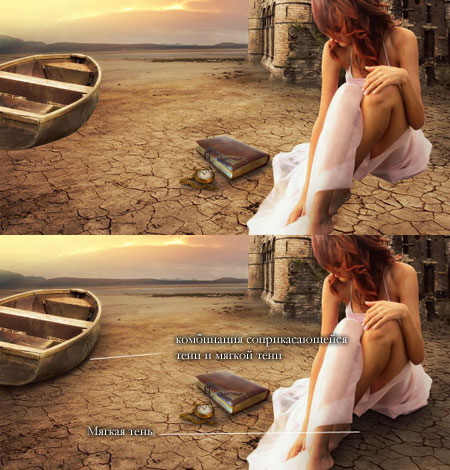 комбинация соприкасающейся
тени и мягкой тени
Мягкая тень